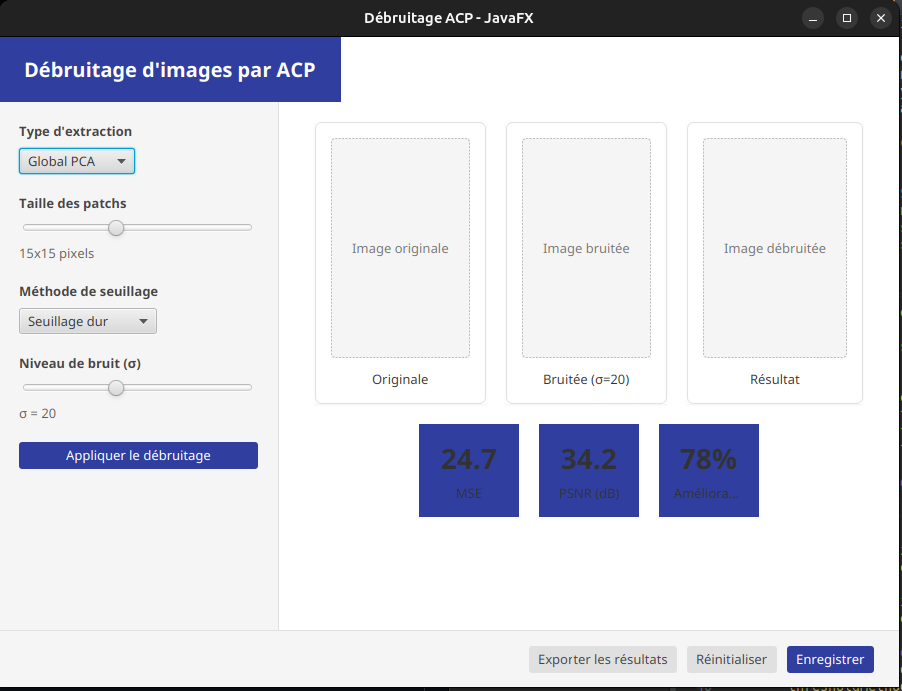 Débruitage ACP - JavaFX
Débruitage d'images par ACP
Type d'extraction
Global PCA
Taille des patchs
15x15 pixels
Méthode de seuillage
Seuillage dur
Niveau de bruit (σ)
σ = 20
Appliquer le débruitage
Image originale
Originale
Image bruitée
Bruitée (σ=20)
Image débruitée
Résultat
24.7
MSE
34.2
PSNR (dB)
78%
Améliora...
Exporter les résultats
Réinitialiser
Enregistrer